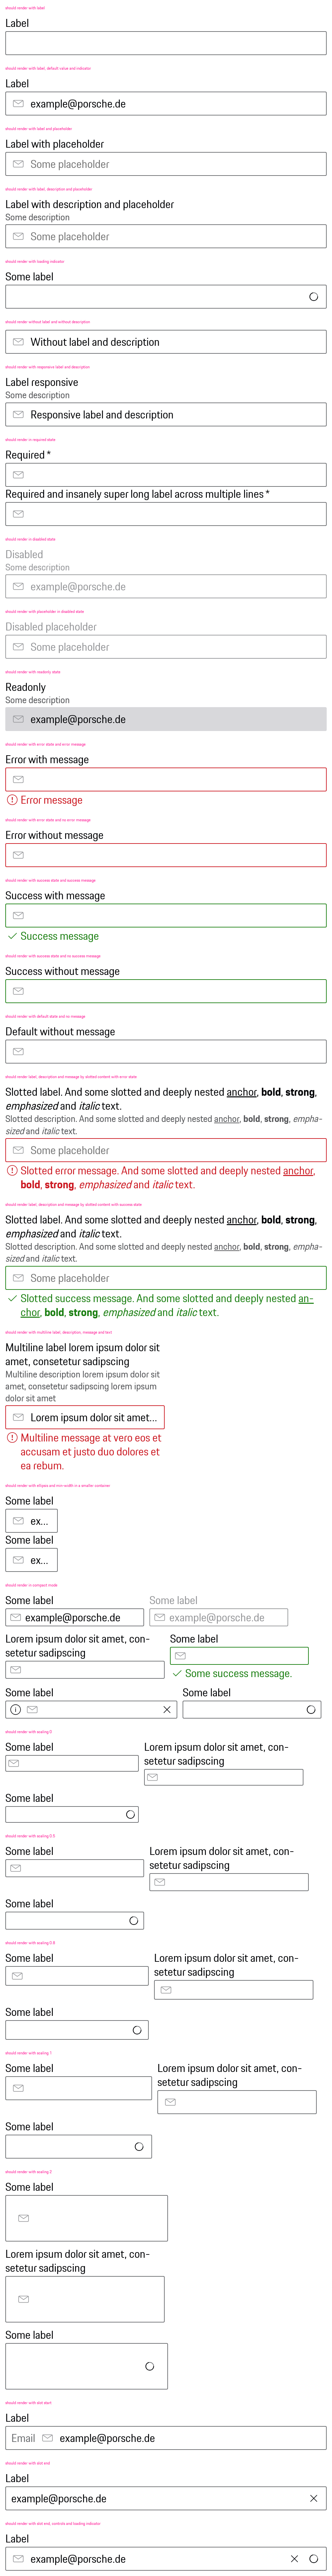 should render with label
Label
should render with label, default value and indicator
Label
example@porsche.de
should render with label and placeholder
Label with placeholder
Some placeholder
should render with label, description and placeholder
Label with description and placeholder
Some description
Some placeholder
should render with loading indicator
Some label
should render without label and without description
Without label and description
should render with responsive label and description
Label responsive
Some description
Responsive label and description
should render in required state
Required *
Required and insanely super long label across multiple lines *
should render in disabled state
Disabled
Some description
example@porsche.de
should render with placeholder in disabled state
Disabled placeholder
Some placeholder
should render with readonly state
Readonly
Some description
example@porsche.de
should render with error state and error message
Error with message
Error message
should render with error state and no error message
Error without message
should render with success state and success message
Success with message
Success message
should render with success state and no success message
Success without message
should render with default state and no message
Default without message
should render label, description and message by slotted content with error state
Slotted label. And some slotted and deeply nested anchor, bold, strong,
emphasized and italic text.
Slotted description. And some slotted and deeply nested anchor, bold, strong, empha-
sized and italic text.
Some placeholder
Slotted error message. And some slotted and deeply nested anchor,
bold, strong, emphasized and italic text.
should render label, description and message by slotted content with success state
Slotted label. And some slotted and deeply nested anchor, bold, strong,
emphasized and italic text.
Slotted description. And some slotted and deeply nested anchor, bold, strong, empha-
sized and italic text.
Some placeholder
Slotted success message. And some slotted and deeply nested an-
chor, bold, strong, emphasized and italic text.
should render with multiline label, description, message and text
Multiline label lorem ipsum dolor sit
amet, consetetur sadipscing
Multiline description lorem ipsum dolor sit
amet, consetetur sadipscing lorem ipsum
dolor sit amet
Lorem ipsum dolor sit amet...
Multiline message at vero eos et
accusam et justo duo dolores et
ea rebum.
should render with ellipsis and min-width in a smaller container
Some label
ex...
Some label
ex...
should render in compact mode
Some label Some label
example@porsche.de example@porsche.de
Lorem ipsum dolor sit amet, con- Some label
setetur sadipscing
Some success message.
Some label Some label
should render with scaling 0
Some label Lorem ipsum dolor sit amet, con-
setetur sadipscing
Some label
should render with scaling 0.5
Some label Lorem ipsum dolor sit amet, con-
setetur sadipscing
Some label
should render with scaling 0.8
Some label Lorem ipsum dolor sit amet, con-
setetur sadipscing
Some label
should render with scaling 1
Some label Lorem ipsum dolor sit amet, con-
setetur sadipscing
Some label
should render with scaling 2
Some label
Lorem ipsum dolor sit amet, con-
setetur sadipscing
Some label
should render with slot start
Label
Email example@porsche.de
should render with slot end
Label
example@porsche.de
should render with slot end, controls and loading indicator
Label
example@porsche.de